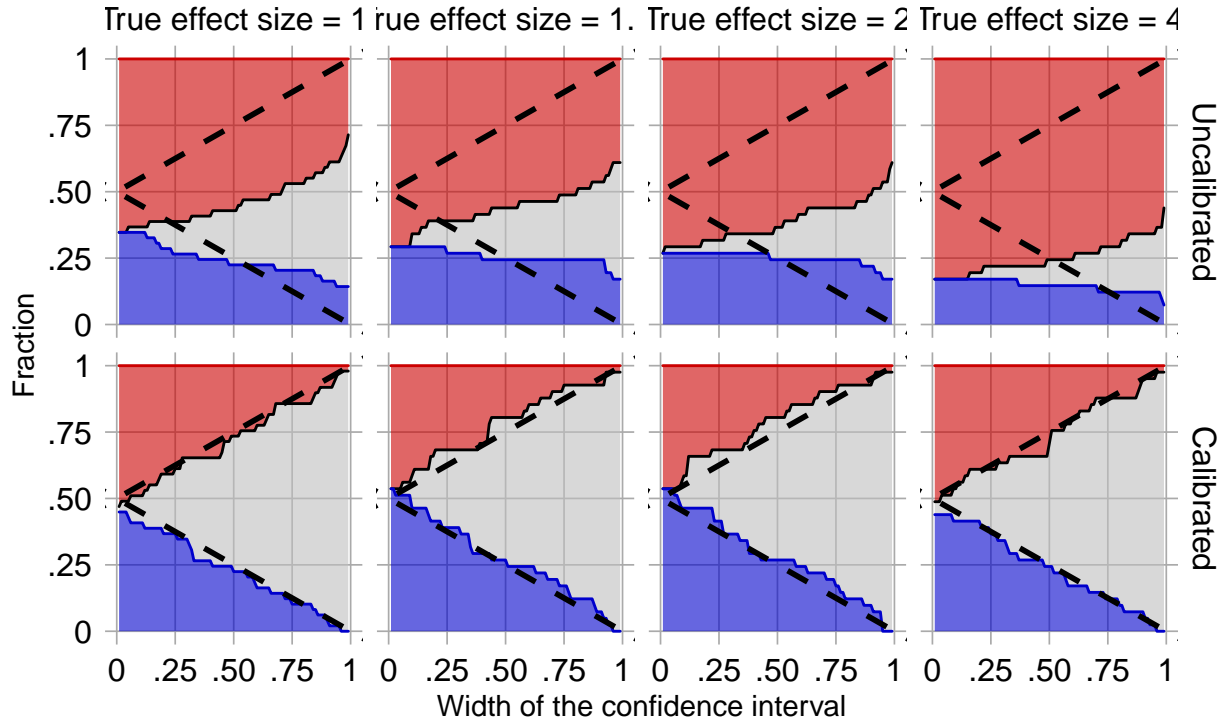 True effect size = 1
rue effect size = 1.
True effect size = 2
True effect size = 4
1
.75
.50
.25
0
Uncalibrated
Fraction
1
.75
.50
.25
0
Calibrated
0 .25 .50 .75 1 0 .25 .50 .75 1 0 .25 .50 .75 1 0 .25 .50 .75 1
Width of the confidence interval